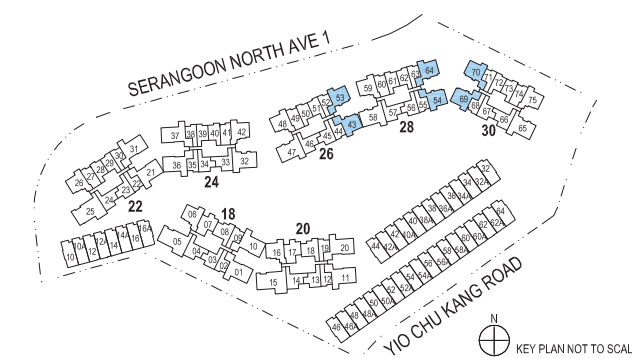 SERANGOON NORTH AVE 1
53 52 51 50 49 48
47 46 45 44 43
26
59 60 61 62 63 64
58 57 56 55 54
28
70 71 72 73 74 75
69 68 67 66 65
30
31 30 29 28 27 26
25 24 23 22 21
22
37 38 39 40 41 42
36 35 34 33 32
24
18
06 07 08 09 10
05 04 03 02 01
20
16 17 18 19 20
15 14 13 12 11
10 10A 12 12A 14 14A 16 16A
44 42A 42 40A 40 38A 38 36A 36 34A 34 32A 32
46 46A 48 48A 50 50A 52 52A 54 54A 56 56A 58 58A 60 60A 62 62A 64
YIO CHU KANG ROAD
N
KEY PLAN NOT TO SCAL